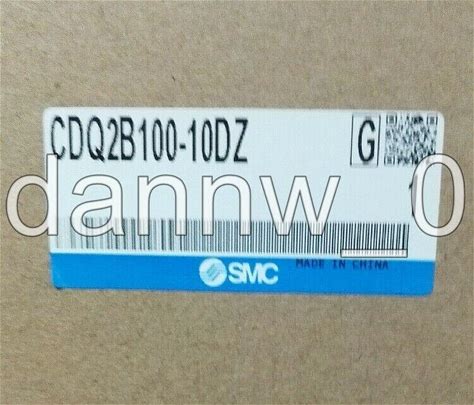 CDQ2B100-10DZ
G
dannw_0
SMC
MADE IN CHINA